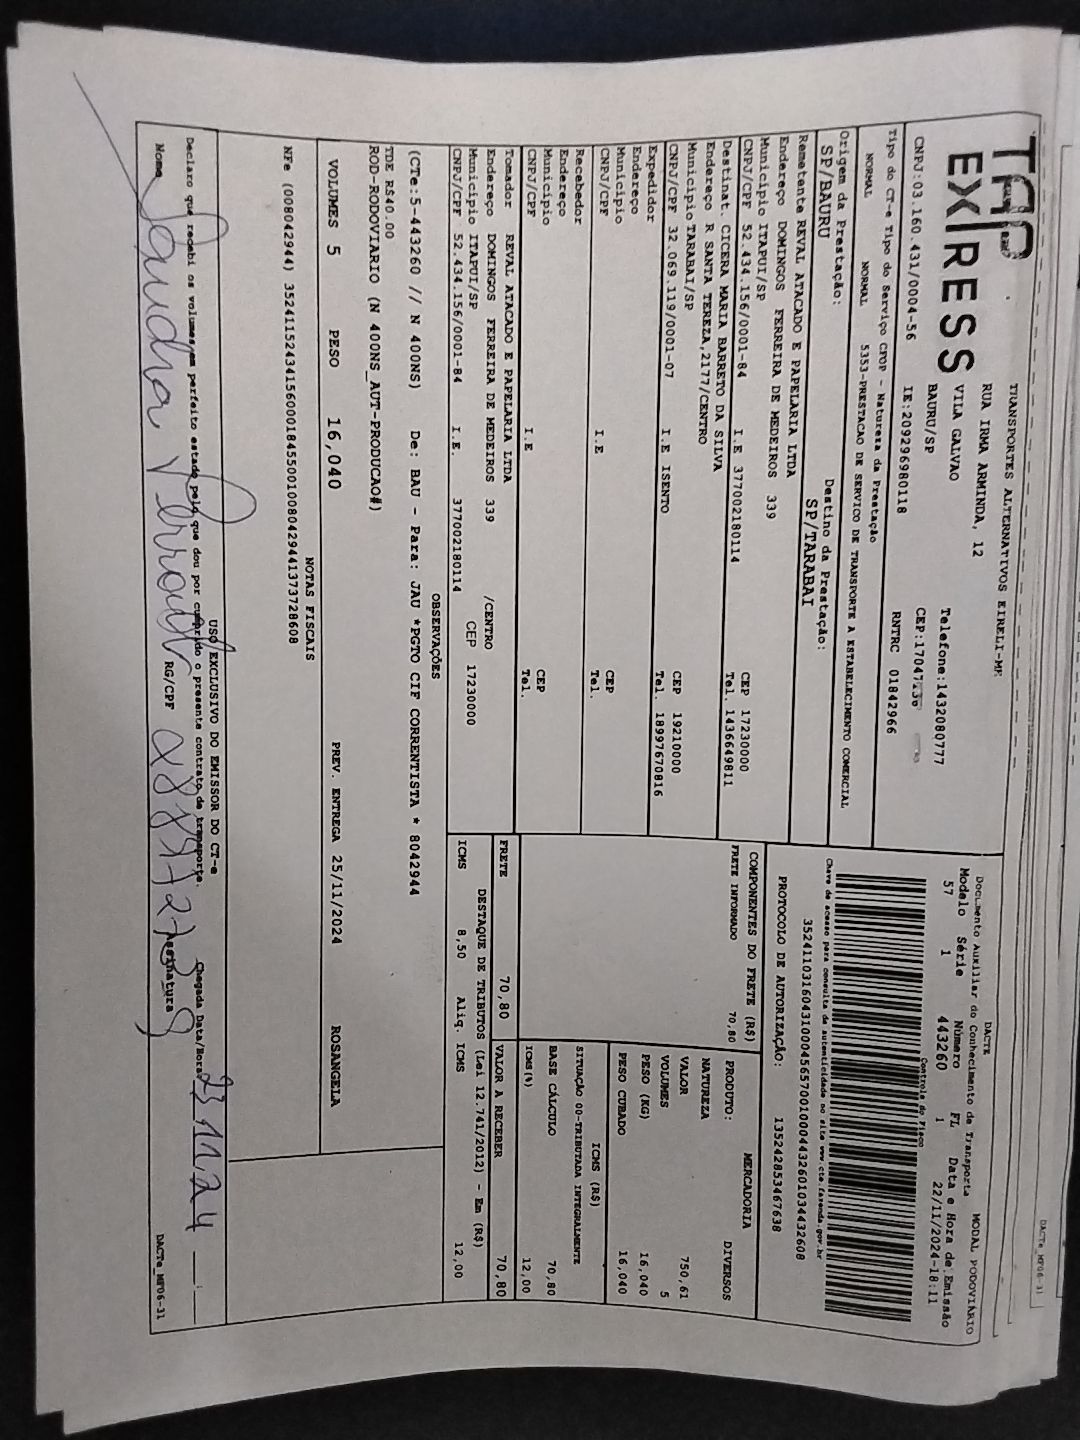 TAP
EXPRESS
TRANSPORTES ALTERNATIVOS EIRELI-ME
RUA IRMA ARMINDA, 12
VILA GALVAO
BAURU/SP
Telefone:1432080777
CEP:17047
CNPJ:03.160.431/0004-56
IE:209296980118
RNTRC 01842966
Tipo do CT-e Tipo do Serviço CFOP - Natureza da Prestação
NORMAL NORMAL 5353-PRESTACAO DE SERVICO DE TRANSPORTE A ESTABELECIMENTO COMERCIAL
Origem da Prestação: Destino da Prestação:
SP/BAURU SP/TARABAI
Remetente REVAL ATACADO E PAPELARIA LTDA
Endereço DOMINGOS FERREIRA DE MEDEIROS 339
Município ITAPUI/SP CEP 17230000
CNPJ/CPF 52.434.156/0001-84 I.E 377002180114 Tel. 1436649811
Destinat. CICERA MARIA BARRETO DA SILVA
Endereço R SANTA TEREZA,2177/CENTRO
Município TARABAI/SP CEP 19210000
CNPJ/CPF 32.069.119/0001-07 I.E ISENTO Tel. 18997670816
Expedidor
Endereço
Município CEP
CNPJ/CPF I.E Tel.
Recebedor
Endereço
Município CEP
CNPJ/CPF I.E Tel.
Tomador REVAL ATACADO E PAPELARIA LTDA
Endereço DOMINGOS FERREIRA DE MEDEIROS 339 /CENTRO
Município ITAPUI/SP CEP 17230000
CNPJ/CPF 52.434.156/0001-84 I.E. 377002180114
DACTE
Documento Auxiliar do Conhecimento de Transporte MODAL RODOVIÁRIO
Modelo Série Número FL Data e Hora de Emissão
57 1 443260 1 22/11/2024-18:11
Controle do Fisco
Chave de acesso para consulta de autenticidade no site www.cte.fazenda.gov.br
35241103160431000456570010004432601034432608
PROTOCOLO DE AUTORIZAÇÃO: 135242853467638
COMPONENTES DO FRETE (R$)
FRETE INFORMADO 70,80
PRODUTO: MERCADORIA
NATUREZA DIVERSOS
VALOR 750,61
VOLUMES 5
PESO (KG) 16,040
PESO CUBADO 16,040
ICMS (R$)
SITUAÇÃO 00-TRIBUTADA INTEGRALMENTE
BASE CÁLCULO 70,80
ICMS(%) 12,00
FRETE 70,80 VALOR A RECEBER 70,80
DESTAQUE DE TRIBUTOS (Lei 12.741/2012) - Em (R$)
ICMS 8,50 Aliq. ICMS 12,00
OBSERVAÇÕES
(CTe:5-443260 // N 400NS) De: BAU - Para: JAU *PGTO CIF CORRENTISTA * 8042944
TDE R$40.00
ROD-RODOVIARIO (N 400NS_AUT-PRODUCAO#)
VOLUMES 5 PESO 16,040 PREV. ENTREGA 25/11/2024 ROSANGELA
NOTAS FISCAIS
NFe (008042944) 35241152434156000184550010080429441373728608
USO EXCLUSIVO DO EMISSOR DO CT-e
Declaro que recebi os volumes em perfeito estado pelo que dou por cumprido o presente contrato de transporte. Chegada Data/Hora: 23 11 24
Nome Sandra RG/CPF Assinatura
DACTe_MF06-31
DACTe_MF06-31